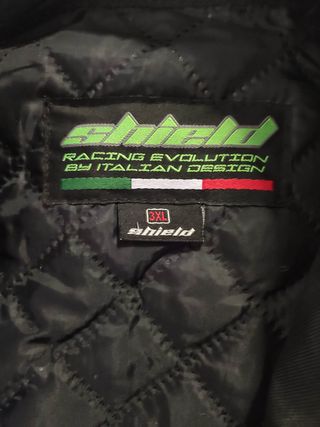 shield
RACING EVOLUTION
BY ITALIAN DESIGN
3XL
shield